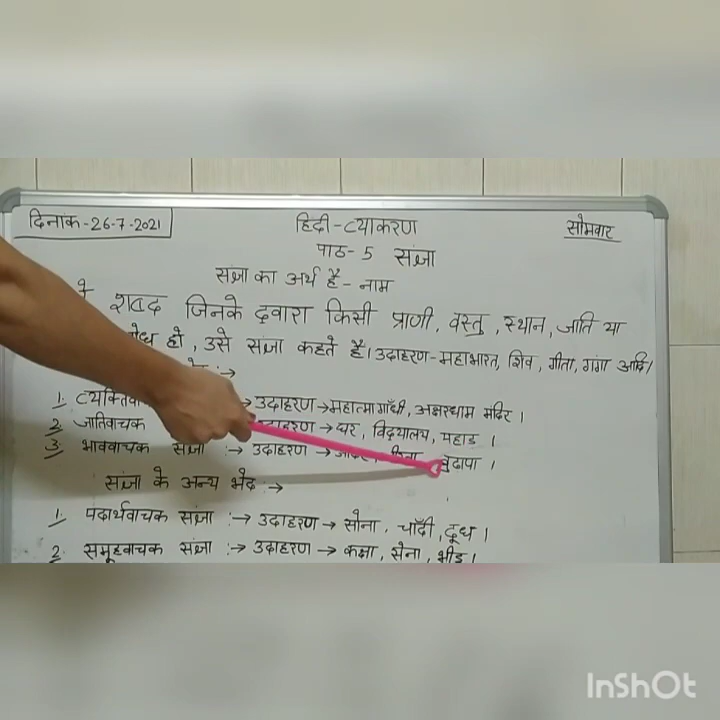 दिनाक-26-7-2021
हिंदी-व्याकरण
सोमवार
पाठ-5 संज्ञा
संज्ञा का अर्थ है - नाम
वे शब्द जिनके द्वारा किसी प्राणी, वस्तु, स्थान, जाति या
हो, उसे संज्ञा कहते है। उदाहरण-महाभारत, शिव, गीता, गंगा आदि।
:→
1. उदाहरण→महात्मा गाँधी, अक्षरधाम मंदिर।
2. जातिवाचक उदाहरण→घर, विद्यालय, पहाड़।
3. भाववाचक संज्ञा :→ उदाहरण→ बुढ़ापा।
संज्ञा के अन्य भेद :→
1. पदार्थवाचक संज्ञा :→ उदाहरण → सोना, चाँदी, दूध।
2. समूहवाचक संज्ञा :→ उदाहरण → कक्षा, सेना, भीड़।
InShOt